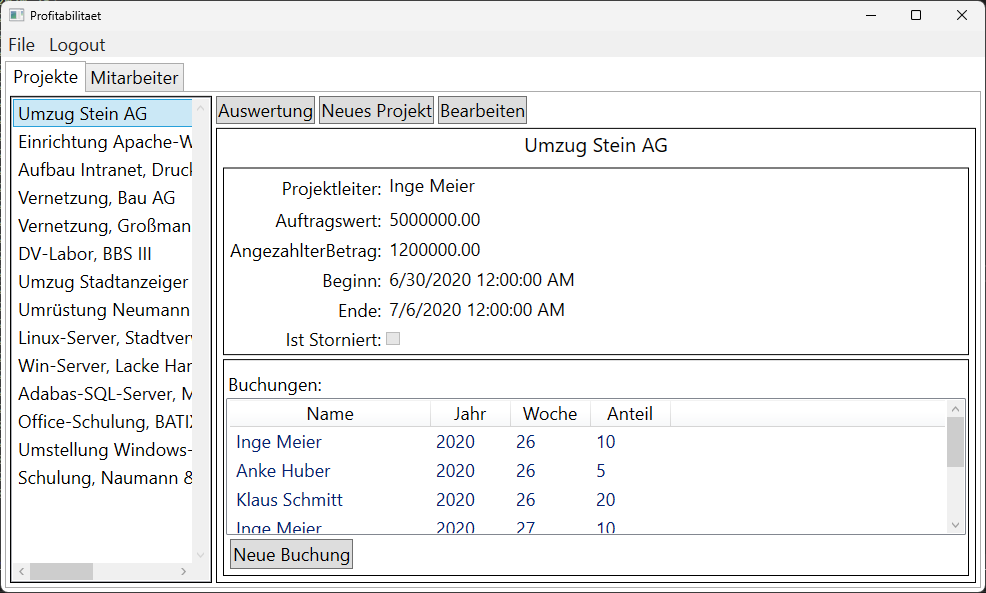 Profitabilitaet
File Logout
Projekte Mitarbeiter
Umzug Stein AG
Einrichtung Apache-W
Aufbau Intranet, Druck
Vernetzung, Bau AG
Vernetzung, Großman
DV-Labor, BBS III
Umzug Stadtanzeiger
Umrüstung Neumann
Linux-Server, Stadtver
Win-Server, Lacke Har
Adabas-SQL-Server, M
Office-Schulung, BATI
Umstellung Windows-
Schulung, Naumann &
Auswertung Neues Projekt Bearbeiten
Umzug Stein AG
Projektleiter: Inge Meier
Auftragswert: 5000000.00
AngezahlterBetrag: 1200000.00
Beginn: 6/30/2020 12:00:00 AM
Ende: 7/6/2020 12:00:00 AM
Ist Storniert:
Buchungen:
Name Jahr Woche Anteil
Inge Meier 2020 26 10
Anke Huber 2020 26 5
Klaus Schmitt 2020 26 20
Inge Meier 2020 27 10
Neue Buchung